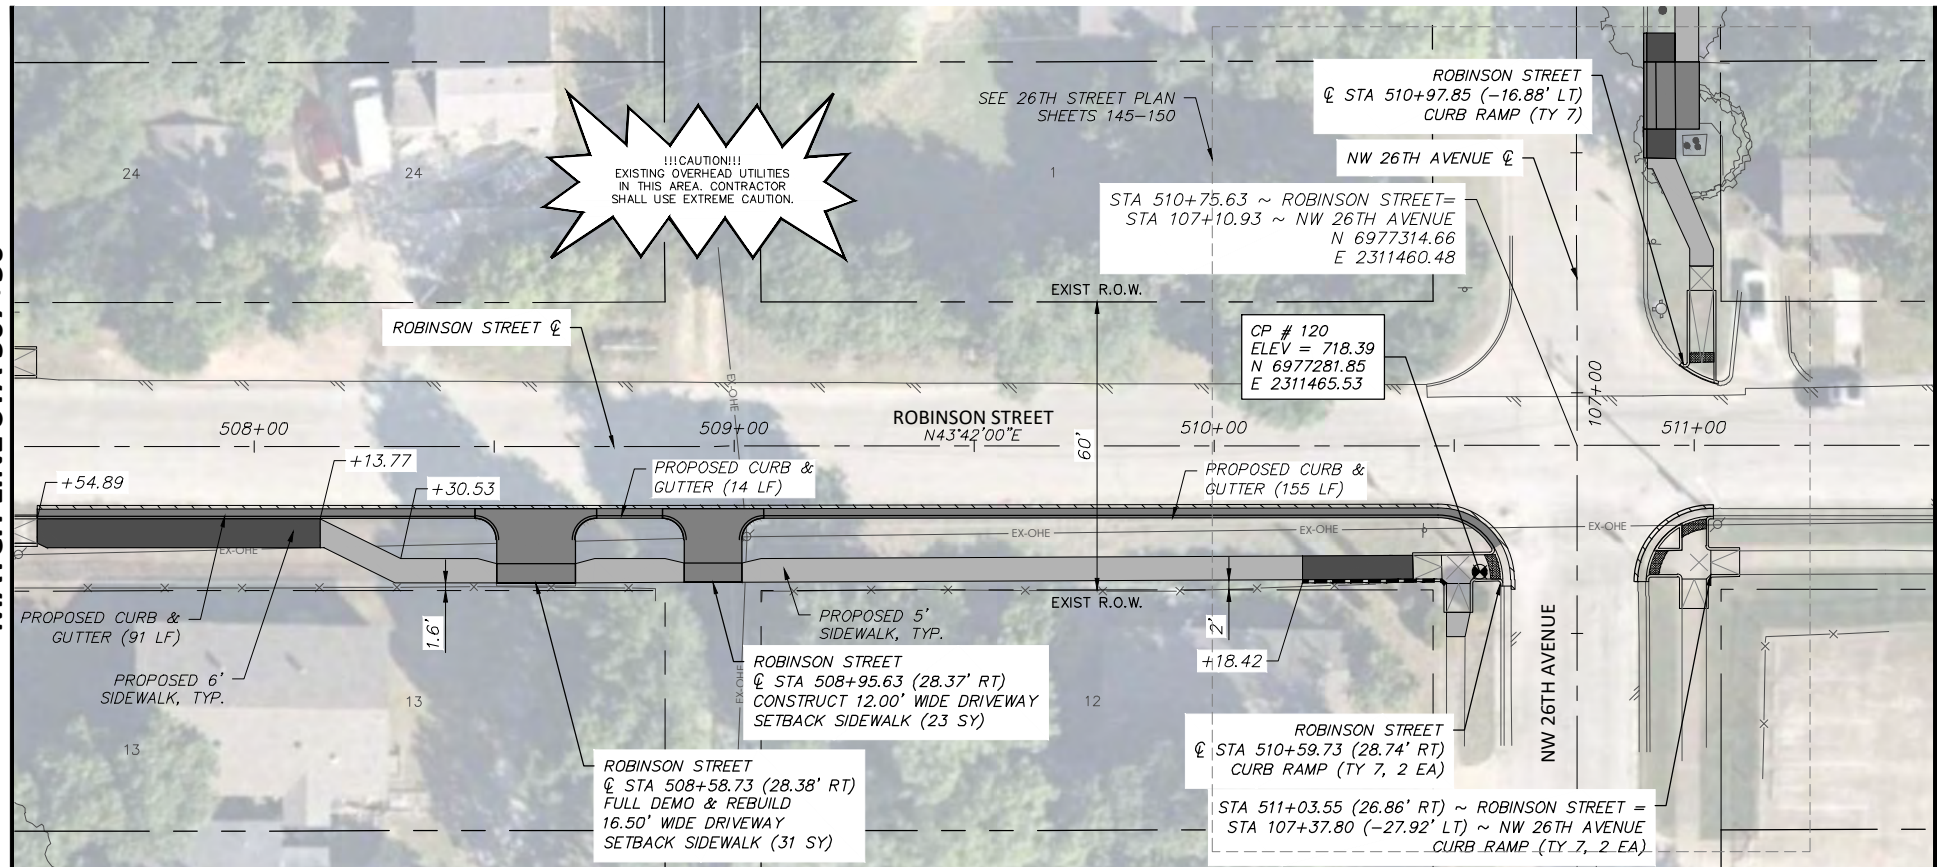 !!!CAUTION!!!
EXISTING OVERHEAD UTILITIES
IN THIS AREA. CONTRACTOR
SHALL USE EXTREME CAUTION.
24
24
1
SEE 26TH STREET PLAN
SHEETS 145-150
ROBINSON STREET
℄ STA 510+97.85 (-16.88' LT)
CURB RAMP (TY 7)
NW 26TH AVENUE ℄
STA 510+75.63 ~ ROBINSON STREET=
STA 107+10.93 ~ NW 26TH AVENUE
N 6977314.66
E 2311460.48
EXIST R.O.W.
ROBINSON STREET ℄
CP # 120
ELEV = 718.39
N 6977281.85
E 2311465.53
107+00
EX-OHE
508+00
509+00
ROBINSON STREET
N43°42'00"E
60'
510+00
511+00
+54.89
+13.77
+30.53
PROPOSED CURB &
GUTTER (14 LF)
PROPOSED CURB &
GUTTER (155 LF)
EX-OHE
EX-OHE
EX-OHE
EX-OHE
EXIST R.O.W.
PROPOSED CURB &
GUTTER (91 LF)
1.6'
PROPOSED 5'
SIDEWALK, TYP.
2'
+18.42
PROPOSED 6'
SIDEWALK, TYP.
13
13
12
EX-OHE
ROBINSON STREET
℄ STA 508+95.63 (28.37' RT)
CONSTRUCT 12.00' WIDE DRIVEWAY
SETBACK SIDEWALK (23 SY)
ROBINSON STREET
℄ STA 508+58.73 (28.38' RT)
FULL DEMO & REBUILD
16.50' WIDE DRIVEWAY
SETBACK SIDEWALK (31 SY)
ROBINSON STREET
℄ STA 510+59.73 (28.74' RT)
CURB RAMP (TY 7, 2 EA)
NW 26TH AVENUE
STA 511+03.55 (26.86' RT) ~ ROBINSON STREET =
STA 107+37.80 (-27.92' LT) ~ NW 26TH AVENUE
CURB RAMP (TY 7, 2 EA)